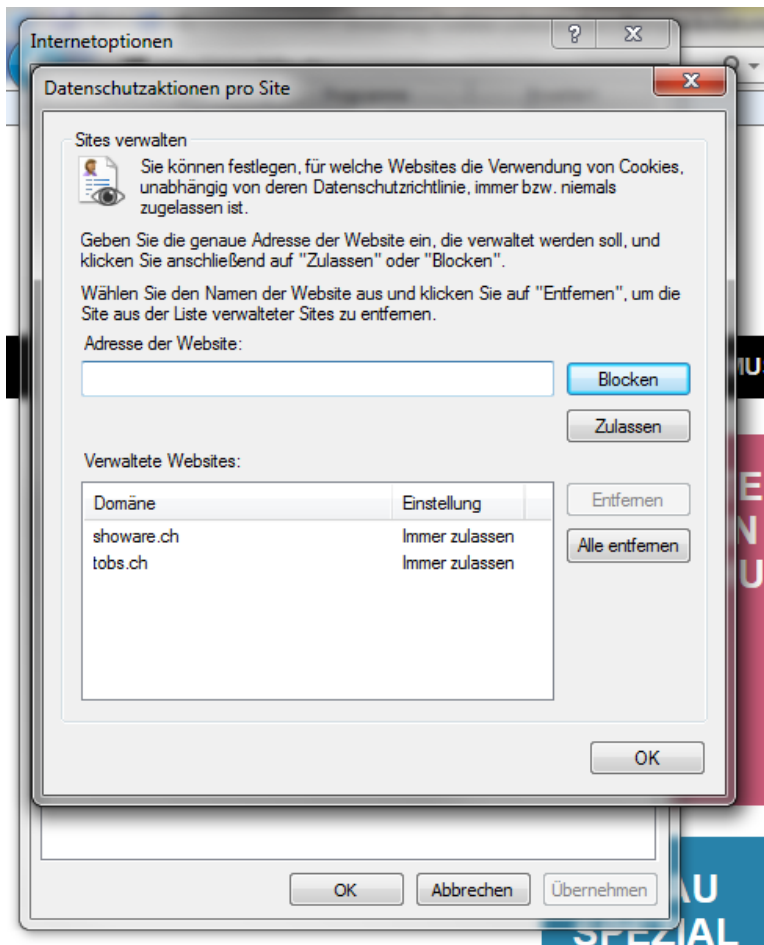 Internetoptionen
Datenschutzaktionen pro Site
Sites verwalten
Sie können festlegen, für welche Websites die Verwendung von Cookies,
unabhängig von deren Datenschutzrichtlinie, immer bzw. niemals
zugelassen ist.
Geben Sie die genaue Adresse der Website ein, die verwaltet werden soll, und
klicken Sie anschließend auf "Zulassen" oder "Blocken".
Wählen Sie den Namen der Website aus und klicken Sie auf "Entfernen", um die
Site aus der Liste verwalteter Sites zu entfernen.
Adresse der Website:
Blocken
Zulassen
Verwaltete Websites:
Domäne Einstellung
Entfernen
showare.ch Immer zulassen
Alle entfernen
tobs.ch Immer zulassen
OK
OK Abbrechen Übernehmen
SPEZIAL